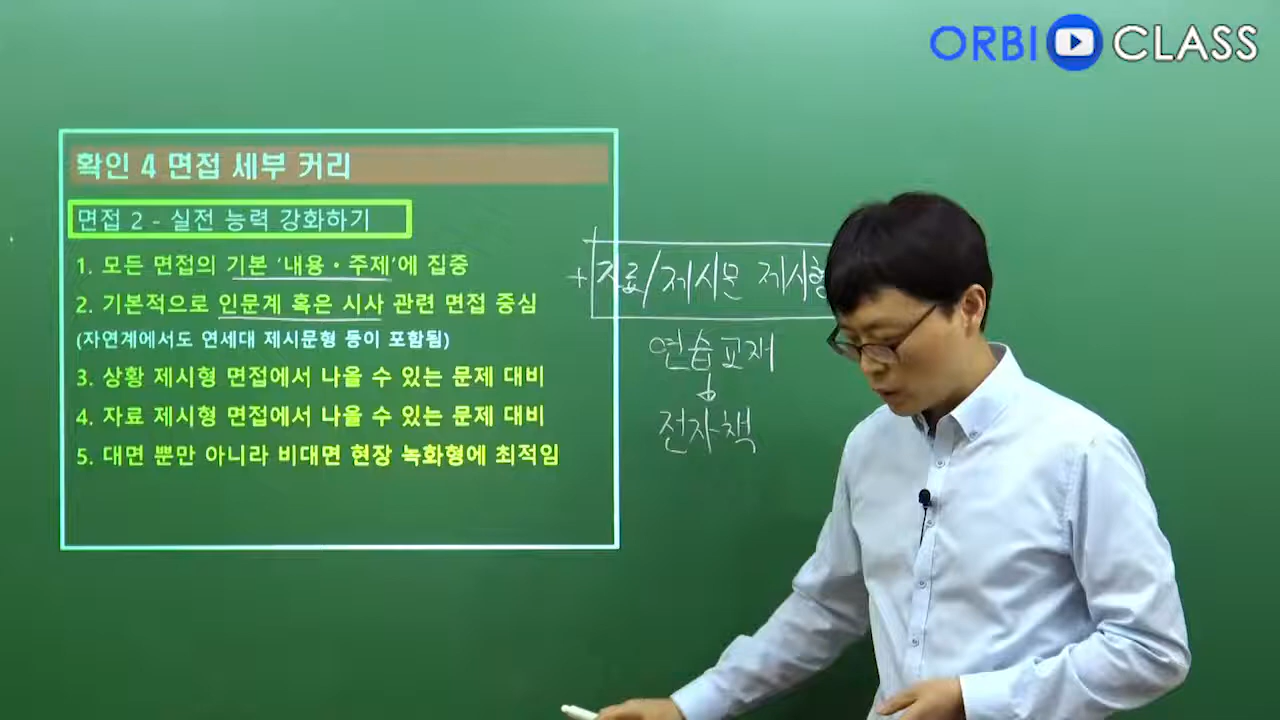 ORBI CLASS
확인 4 면접 세부 커리
면접 2 - 실전 능력 강화하기
1. 모든 면접의 기본 '내용·주제'에 집중
2. 기본적으로 인문계 혹은 시사 관련 면접 중심
(자연계에서도 연세대 제시문형 등이 포함됨)
3. 상황 제시형 면접에서 나올 수 있는 문제 대비
4. 자료 제시형 면접에서 나올 수 있는 문제 대비
5. 대면 뿐만 아니라 비대면 현장 녹화형에 최적임
+ 자료/제시문 제시형
연습교재
전자책